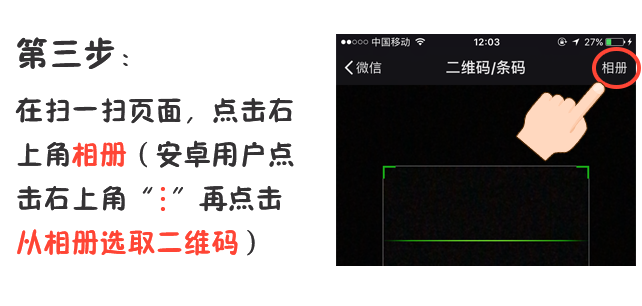 第三步：
在扫一扫页面，点击右
上角相册（安卓用户点
击右上角“⋮”再点击
从相册选取二维码）
中国移动 12:03 27%
微信 二维码/条码 相册